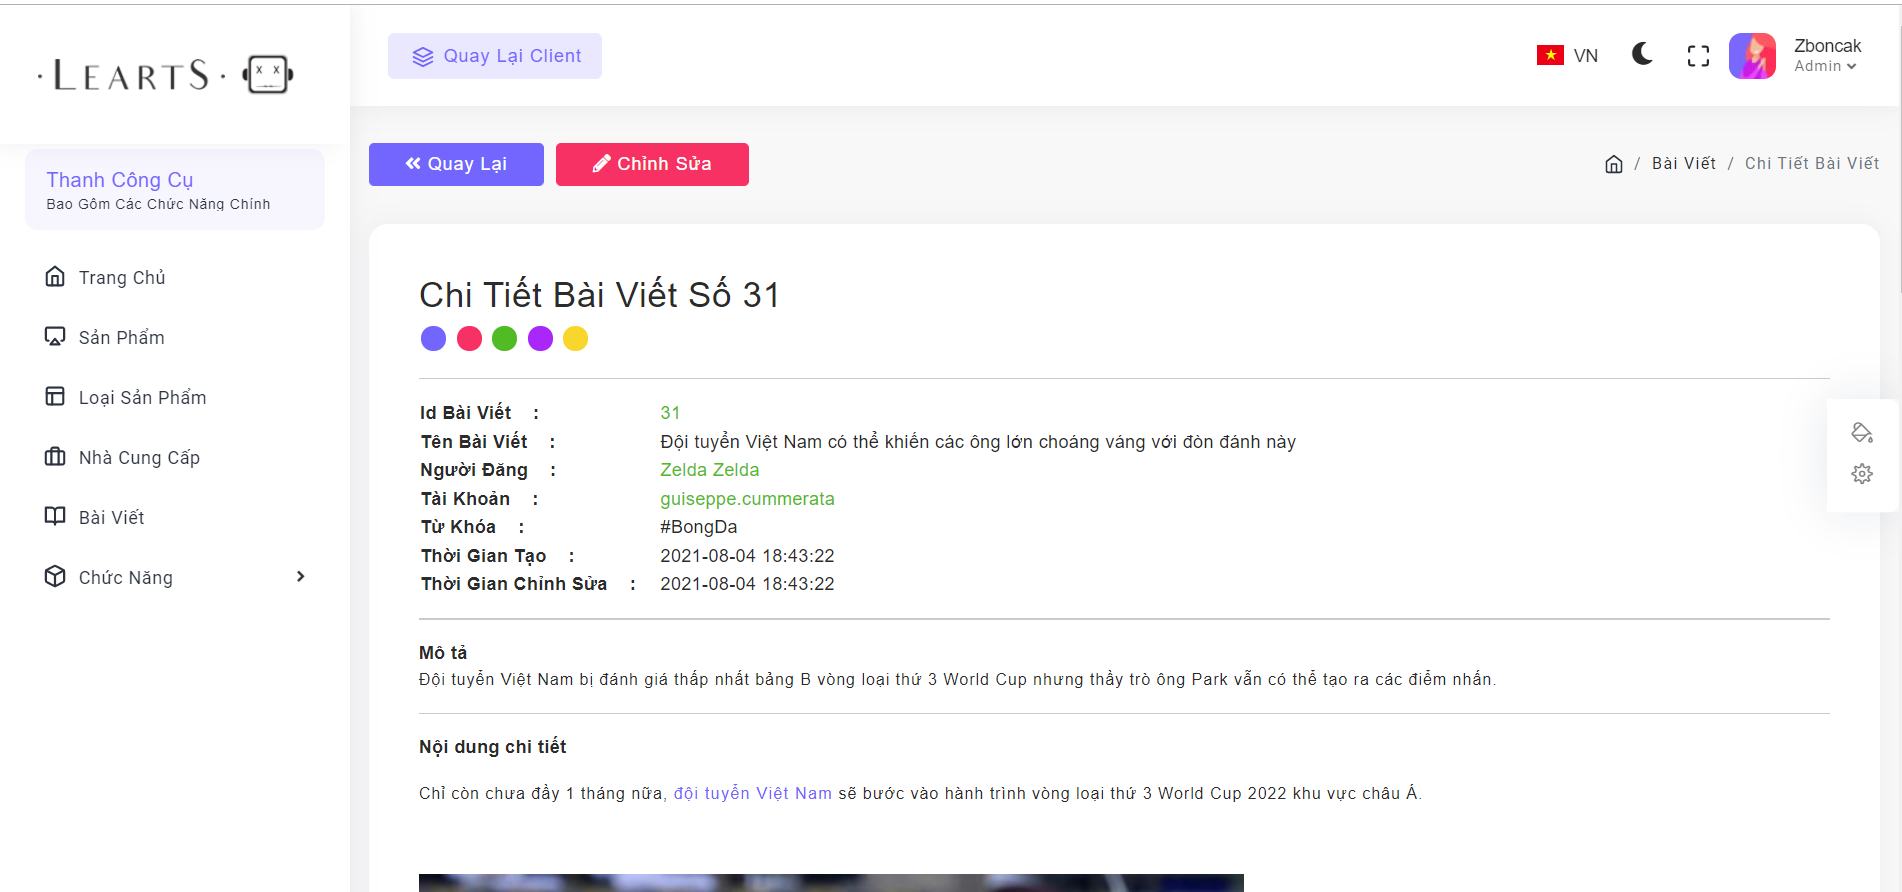 · LEARTS ·
Quay Lại Client
VN
Zboncak
Admin
Thanh Công Cụ
Bao Gồm Các Chức Năng Chính
Trang Chủ
Sản Phẩm
Loại Sản Phẩm
Nhà Cung Cấp
Bài Viết
Chức Năng
Quay Lại
Chỉnh Sửa
/ Bài Viết / Chi Tiết Bài Viết
Chi Tiết Bài Viết Số 31
Id Bài Viết : 31
Tên Bài Viết : Đội tuyển Việt Nam có thể khiến các ông lớn choáng váng với đòn đánh này
Người Đăng : Zelda Zelda
Tài Khoản : guiseppe.cummerata
Từ Khóa : #BongDa
Thời Gian Tạo : 2021-08-04 18:43:22
Thời Gian Chỉnh Sửa : 2021-08-04 18:43:22
Mô tả
Đội tuyển Việt Nam bị đánh giá thấp nhất bảng B vòng loại thứ 3 World Cup nhưng thầy trò ông Park vẫn có thể tạo ra các điểm nhấn.
Nội dung chi tiết
Chỉ còn chưa đầy 1 tháng nữa, đội tuyển Việt Nam sẽ bước vào hành trình vòng loại thứ 3 World Cup 2022 khu vực châu Á.